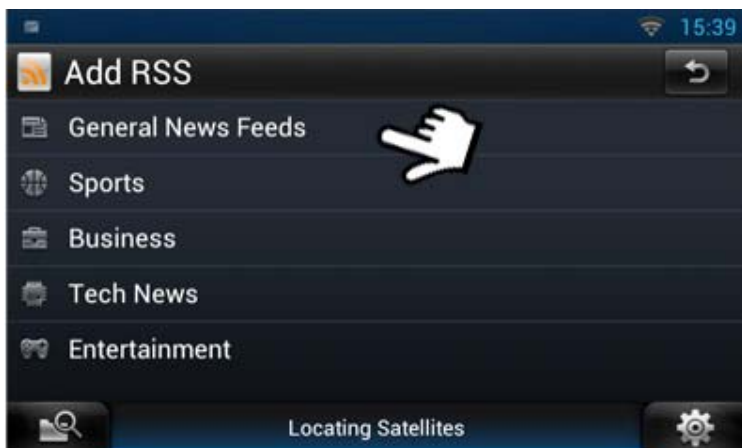 15:39
Add RSS
General News Feeds
Sports
Business
Tech News
Entertainment
Locating Satellites